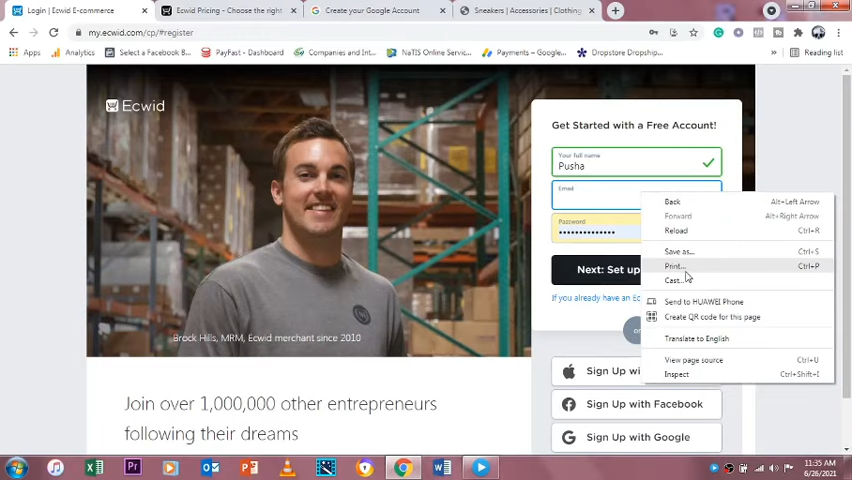 Login | Ecwid E-commerce
Ecwid Pricing - Choose the right
Create your Google Account
Sneakers | Accessories | Clothing
my.ecwid.com/cp/#register
Apps
Analytics
Select a Facebook B...
PayFast - Dashboard
Companies and Int...
NaTIS Online Servic...
Payments – Google...
Dropstore Dropship...
»
Reading list
Ecwid
Get Started with a Free Account!
Your full name
Pusha
Email
Password
••••••••••••••
Next: Set up
If you already have an Ec
or
Back Alt+Left Arrow
Forward Alt+Right Arrow
Reload Ctrl+R
Save as... Ctrl+S
Print... Ctrl+P
Cast...
Send to HUAWEI Phone
Create QR code for this page
Translate to English
View page source Ctrl+U
Inspect Ctrl+Shift+I
Brock Hills, MRM, Ecwid merchant since 2010
Sign Up wi
Sign Up with Facebook
Sign Up with Google
Join over 1,000,000 other entrepreneurs
following their dreams
11:35 AM
6/26/2021